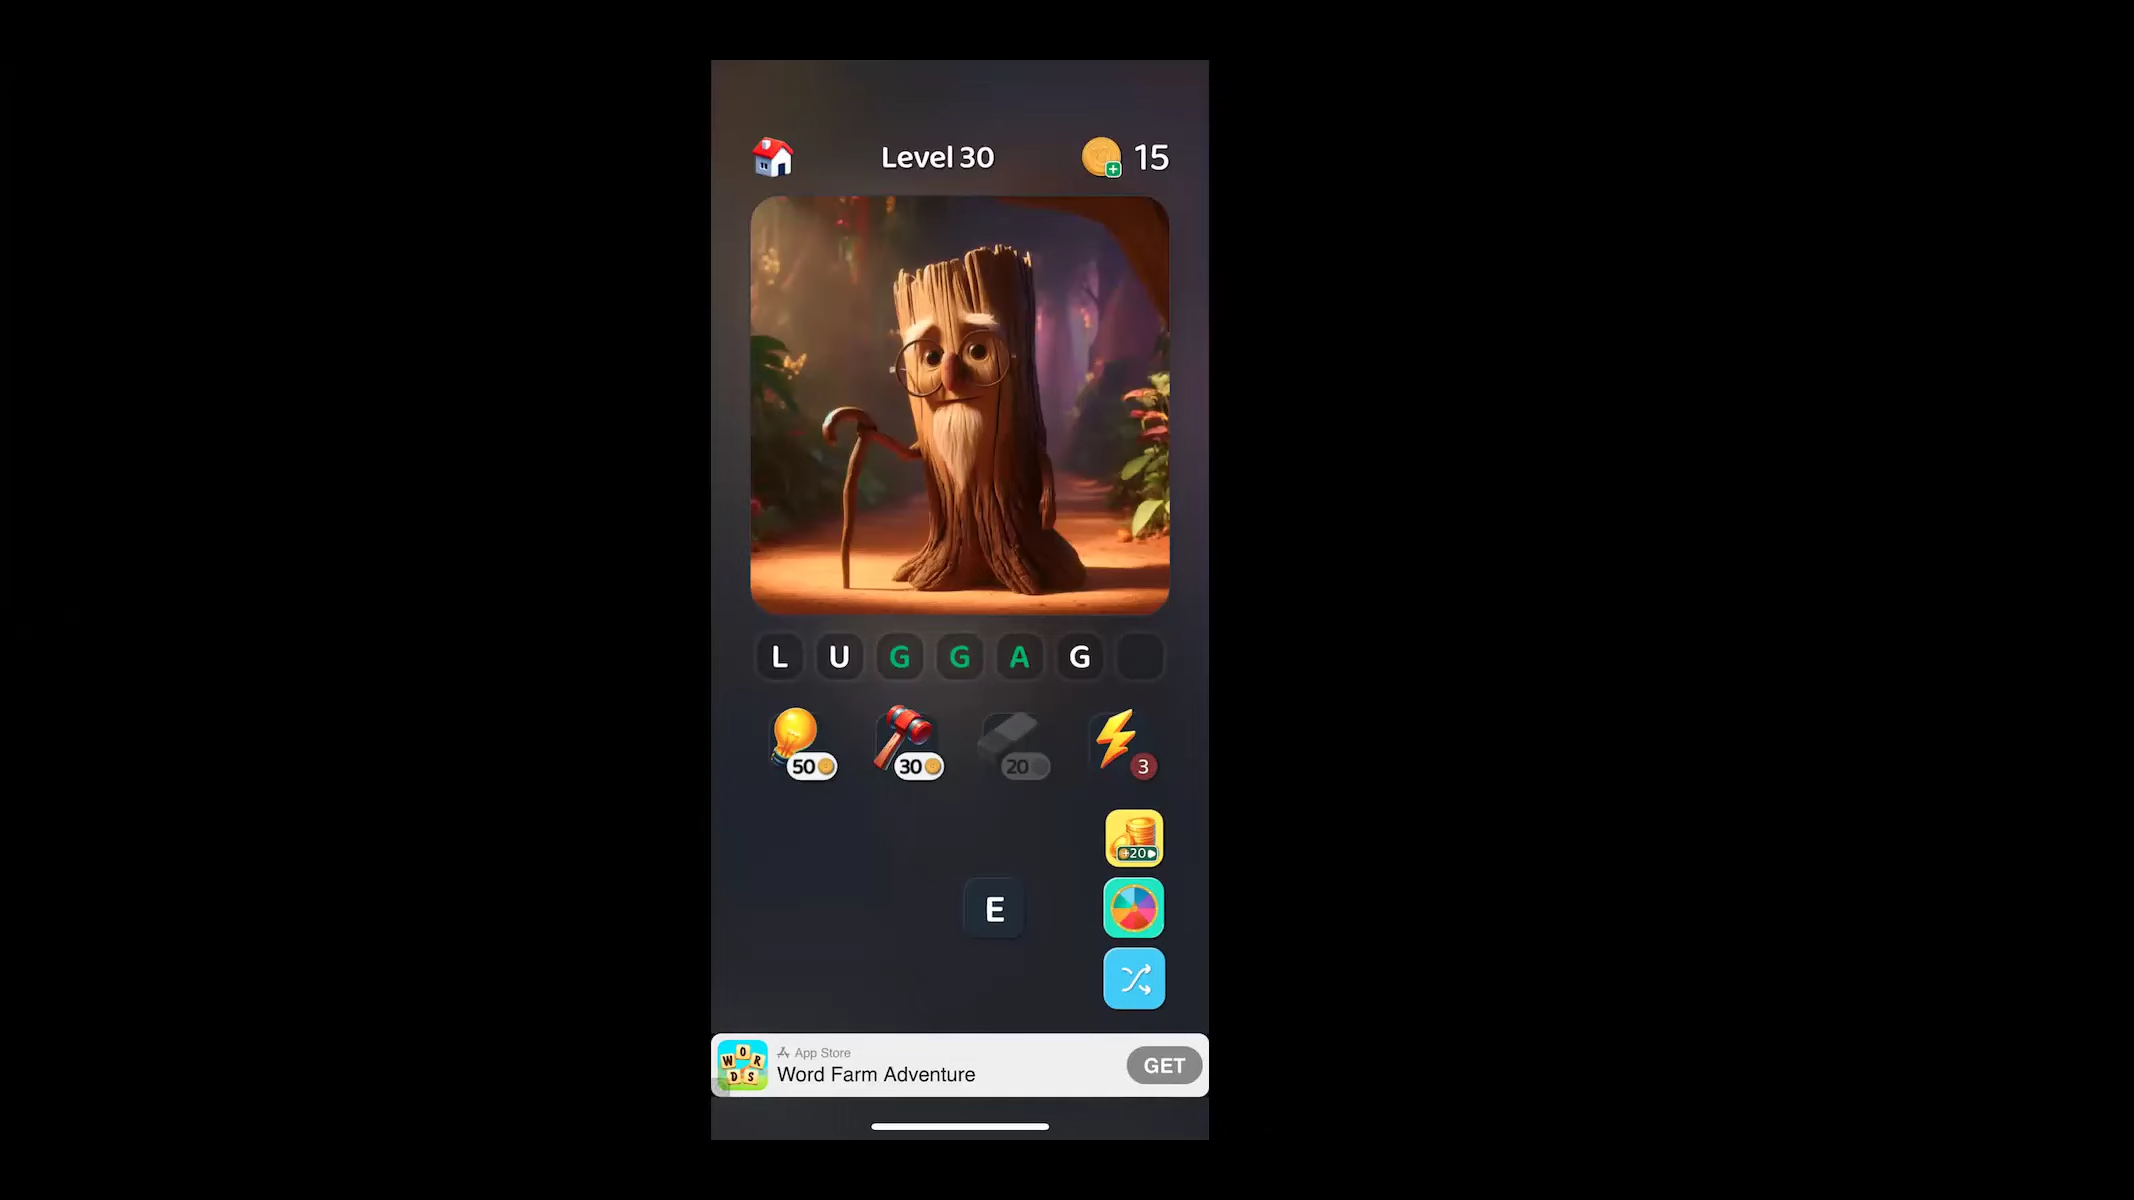 Level 30
15
L U G G A G
50
30
20
3
+20
E
W O R D S
App Store
Word Farm Adventure
GET